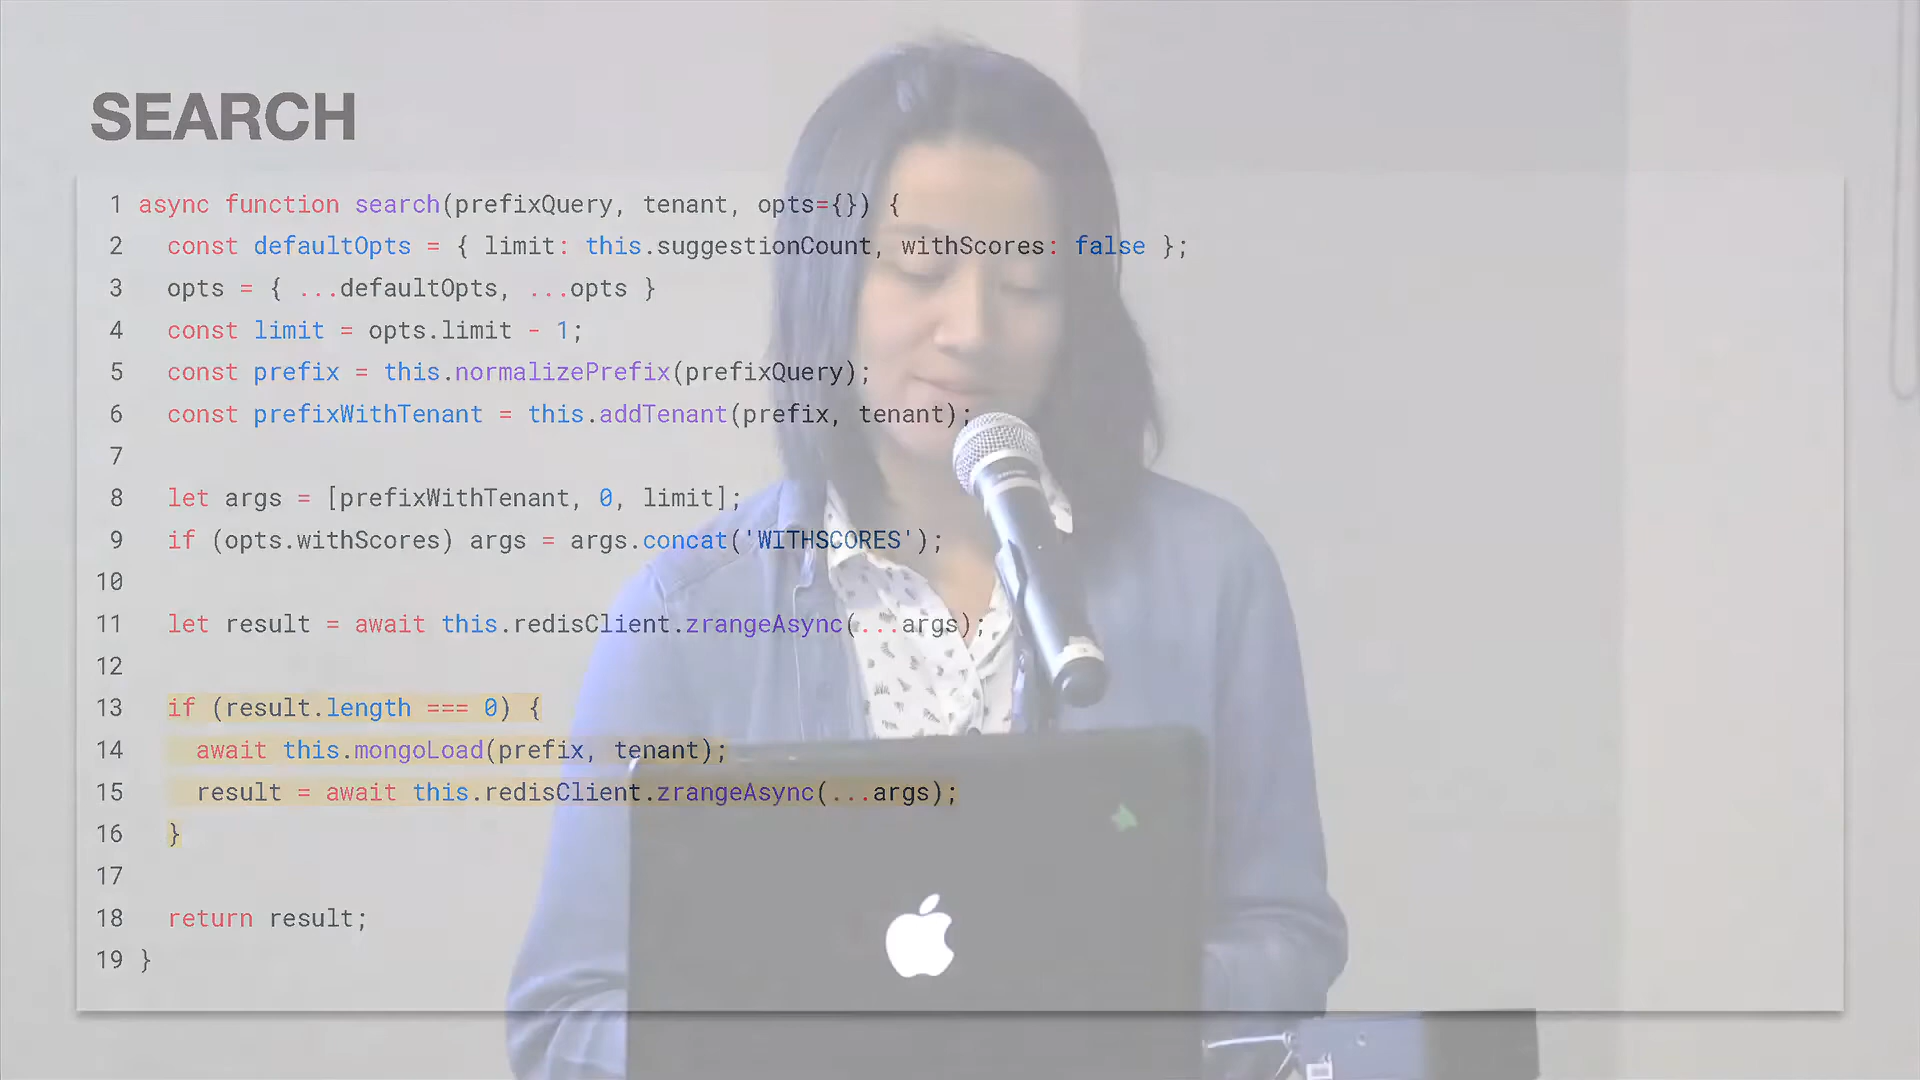 SEARCH
1 async function search(prefixQuery, tenant, opts={}) {
2 const defaultOpts = { limit: this.suggestionCount, withScores: false };
3 opts = { ...defaultOpts, ...opts }
4 const limit = opts.limit - 1;
5 const prefix = this.normalizePrefix(prefixQuery);
6 const prefixWithTenant = this.addTenant(prefix, tenant);
7
8 let args = [prefixWithTenant, 0, limit];
9 if (opts.withScores) args = args.concat('WITHSCORES');
10
11 let result = await this.redisClient.zrangeAsync(...args);
12
13 if (result.length === 0) {
14 await this.mongoLoad(prefix, tenant);
15 result = await this.redisClient.zrangeAsync(...args);
16 }
17
18 return result;
19 }